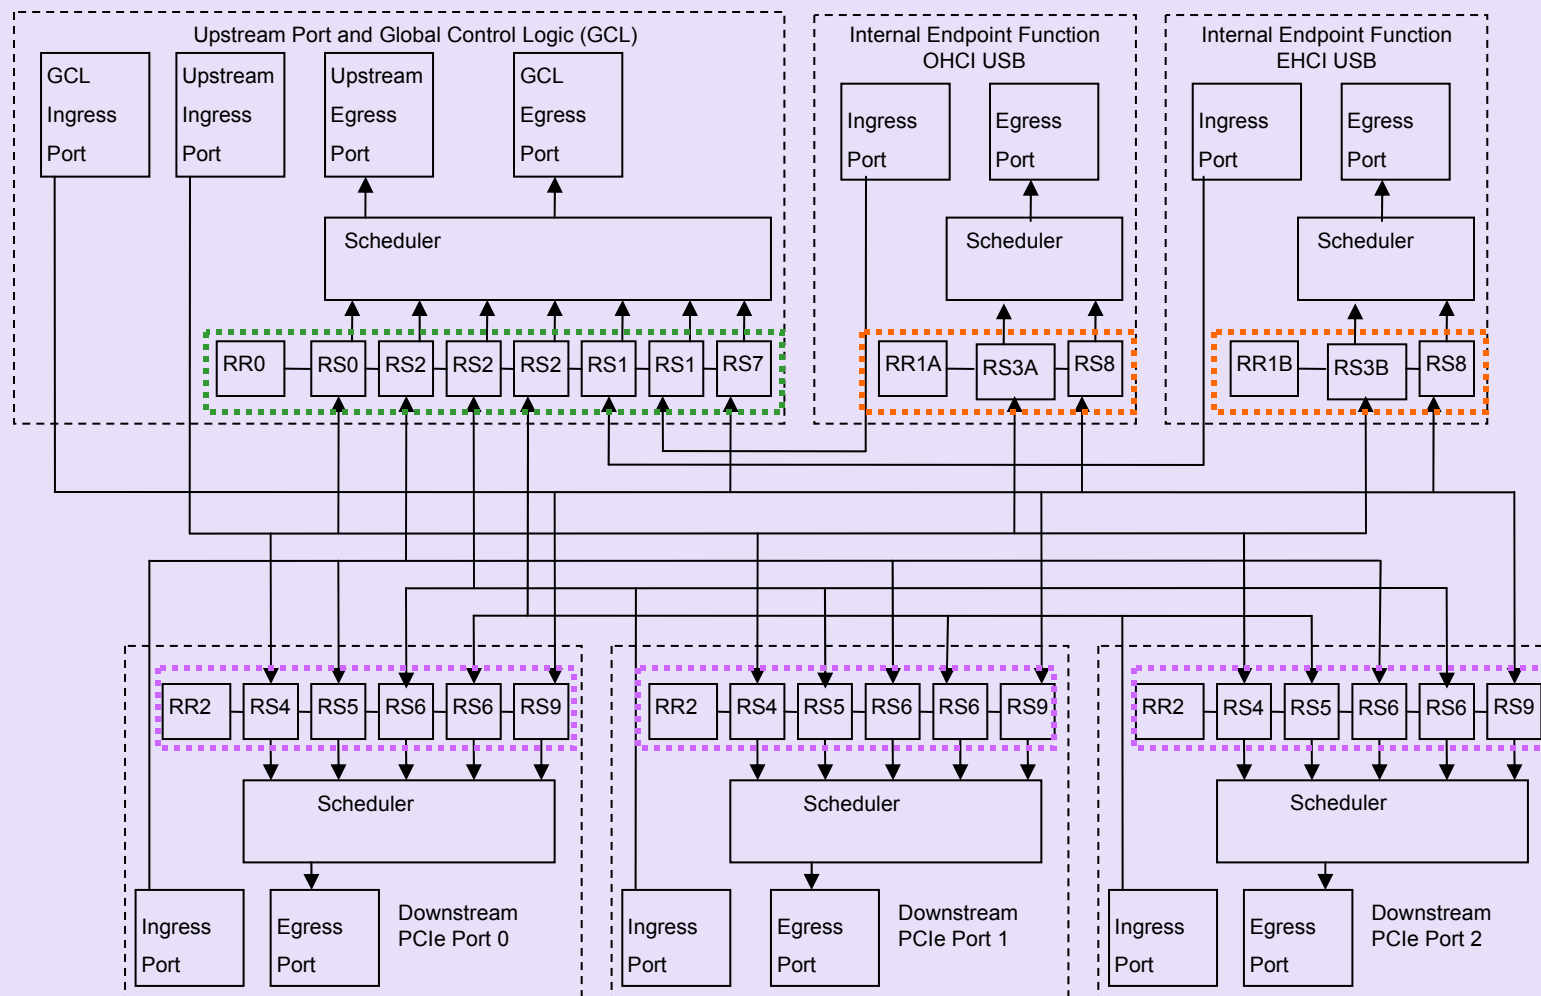 Upstream Port and Global Control Logic (GCL)
Internal Endpoint Function
OHCI USB
Internal Endpoint Function
EHCI USB
GCL
Ingress
Port
Upstream
Ingress
Port
Upstream
Egress
Port
GCL
Egress
Port
Ingress
Port
Egress
Port
Ingress
Port
Egress
Port
Scheduler
Scheduler
Scheduler
RR0
RS0
RS2
RS2
RS2
RS1
RS1
RS7
RR1A
RS3A
RS8
RR1B
RS3B
RS8
RR2
RS4
RS5
RS6
RS6
RS9
RR2
RS4
RS5
RS6
RS6
RS9
RR2
RS4
RS5
RS6
RS6
RS9
Scheduler
Scheduler
Scheduler
Ingress
Port
Egress
Port
Downstream
PCIe Port 0
Ingress
Port
Egress
Port
Downstream
PCIe Port 1
Ingress
Port
Egress
Port
Downstream
PCIe Port 2